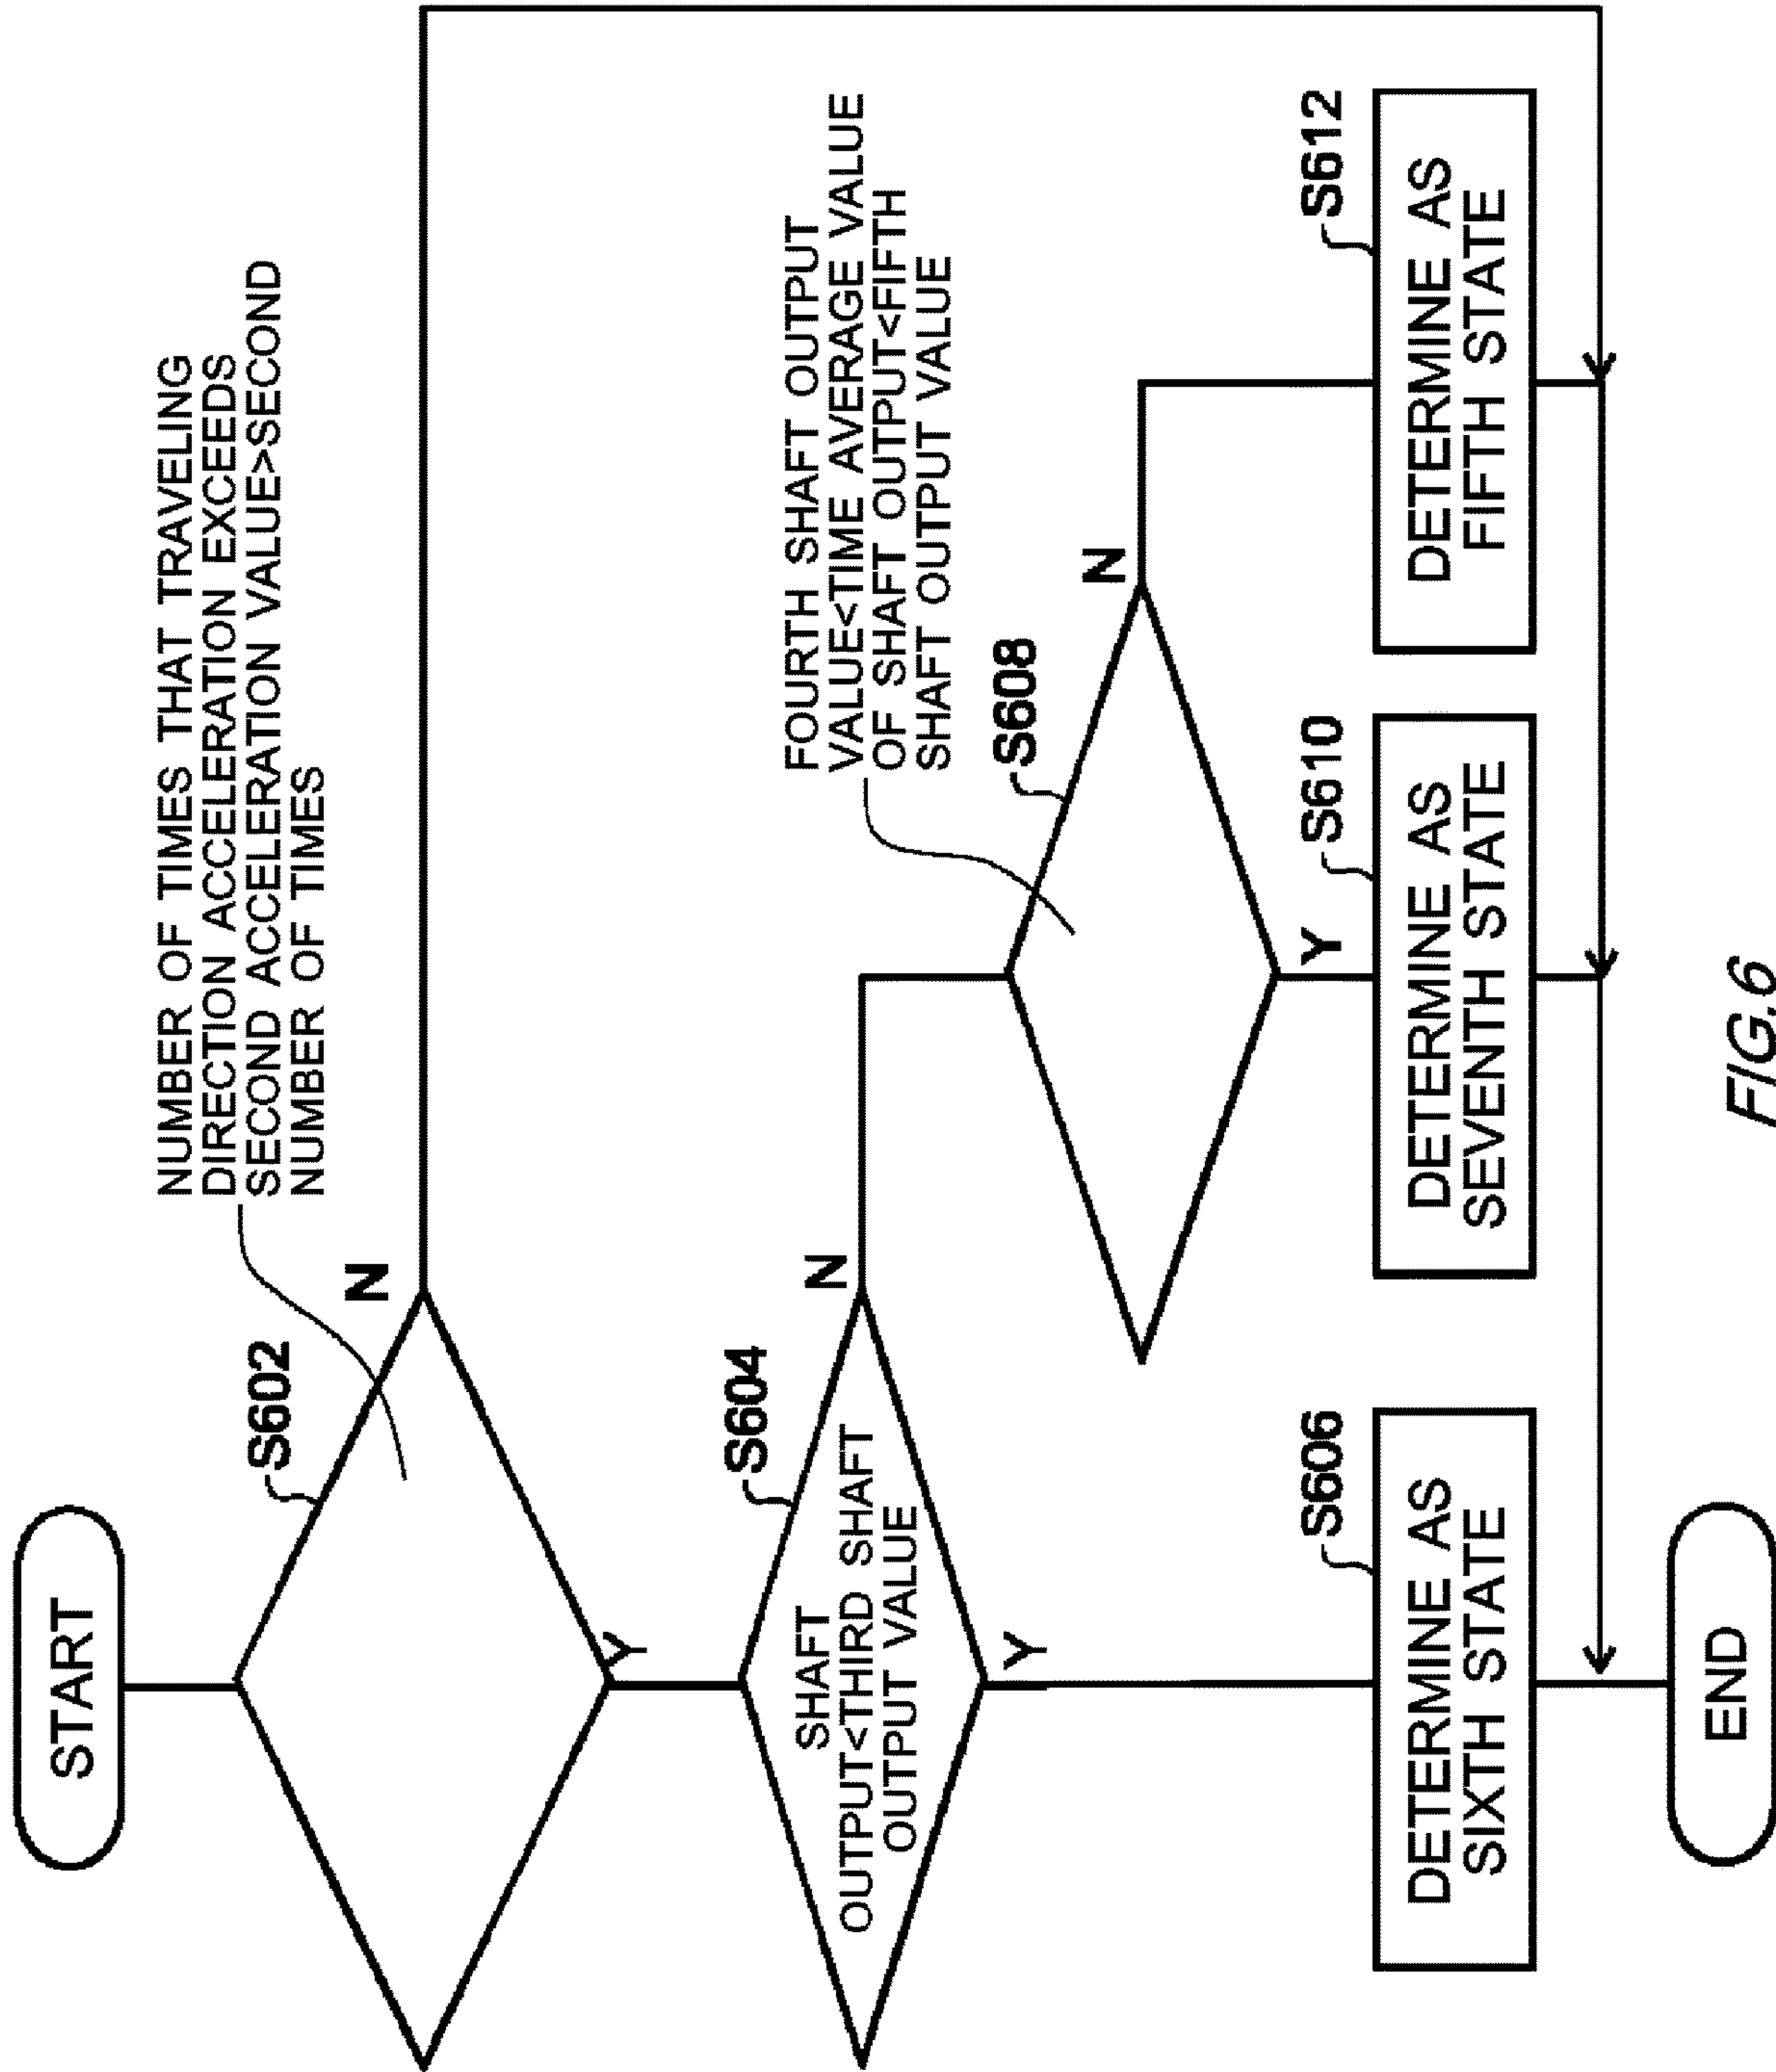 START
NUMBER OF TIMES THAT TRAVELING
DIRECTION ACCELERATION EXCEEDS
SECOND ACCELERATION VALUE>SECOND
NUMBER OF TIMES
S602
N
Y
S604
SHAFT
OUTPUT<THIRD SHAFT
OUTPUT VALUE
N
Y
FOURTH SHAFT OUTPUT
VALUE<TIME AVERAGE VALUE
OF SHAFT OUTPUT<FIFTH
SHAFT OUTPUT VALUE
S608
N
Y
S606
DETERMINE AS
SIXTH STATE
S610
DETERMINE AS
SEVENTH STATE
S612
DETERMINE AS
FIFTH STATE
END
FIG.6